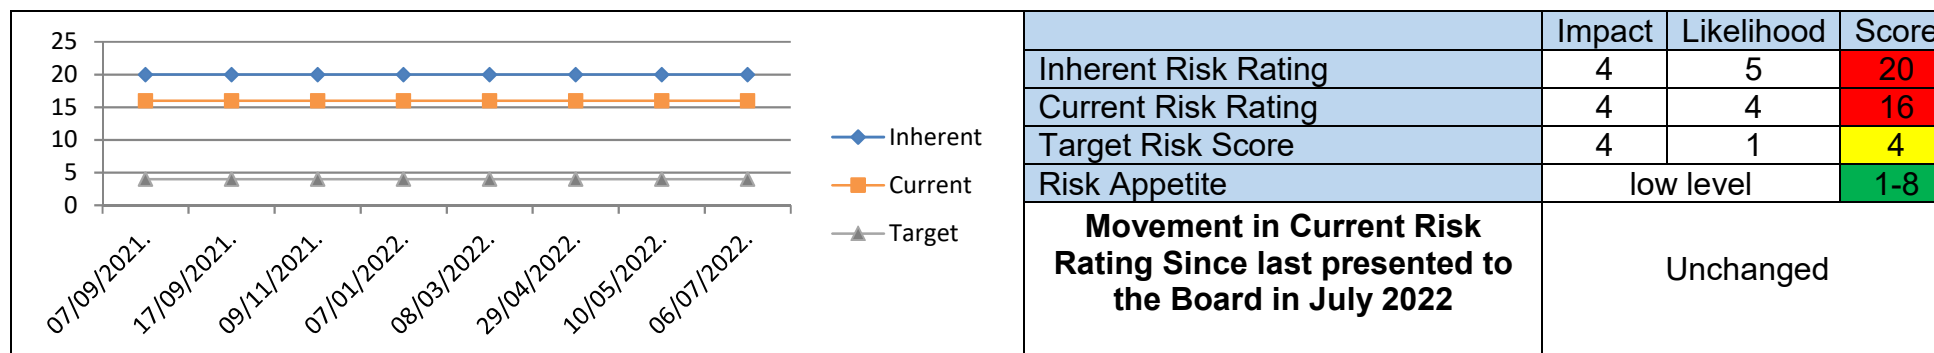 25
20
15
10
5
0
07/09/2021.
17/09/2021.
09/11/2021.
07/01/2022.
08/03/2022.
29/04/2022.
10/05/2022.
06/07/2022.
Inherent
Current
Target
Impact Likelihood Score
Inherent Risk Rating 4 5 20
Current Risk Rating 4 4 16
Target Risk Score 4 1 4
Risk Appetite low level 1-8
Movement in Current Risk
Rating Since last presented to
the Board in July 2022
Unchanged